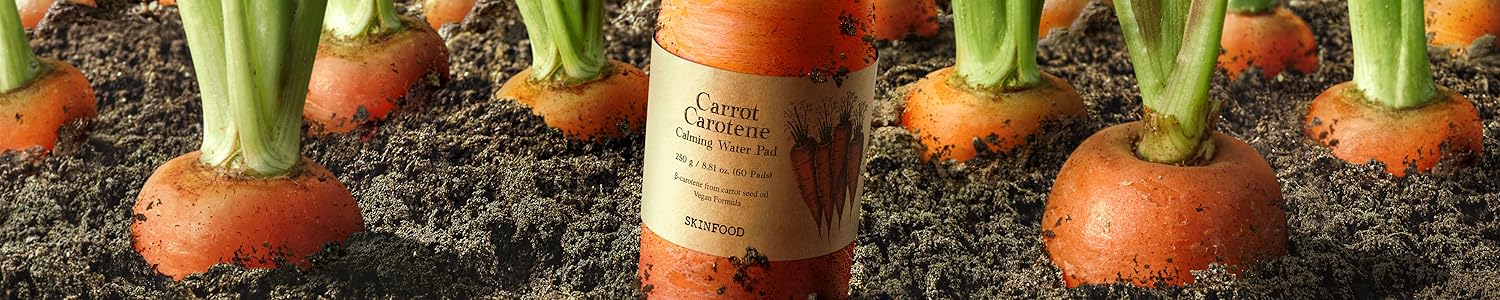 Carrot
Carotene
Calming Water Pad
250 g / 8.81 oz. (60 Pads)
β-carotene from carrot seed oil
Vegan Formula
SKINFOOD